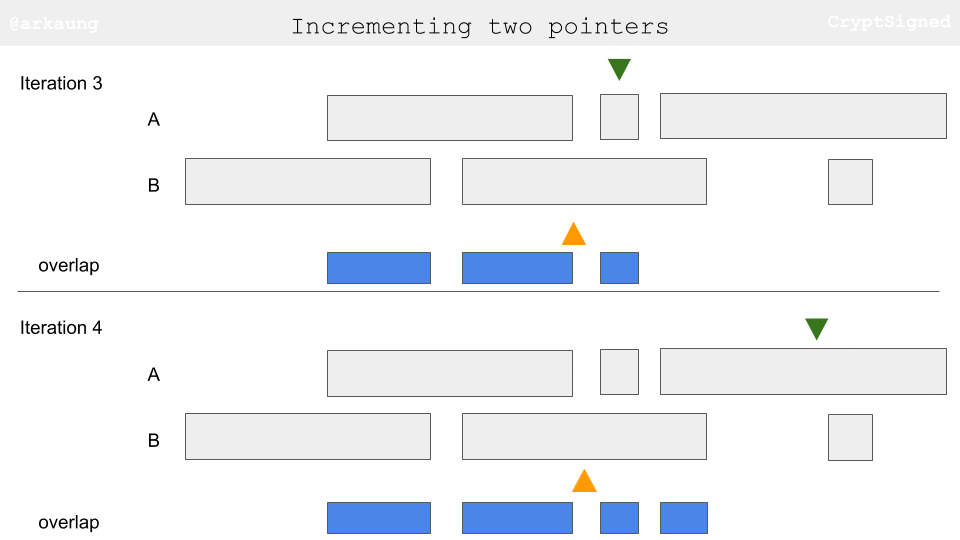 @arkaung
Incrementing two pointers
CryptSigned
Iteration 3
A
B
overlap
Iteration 4
A
B
overlap